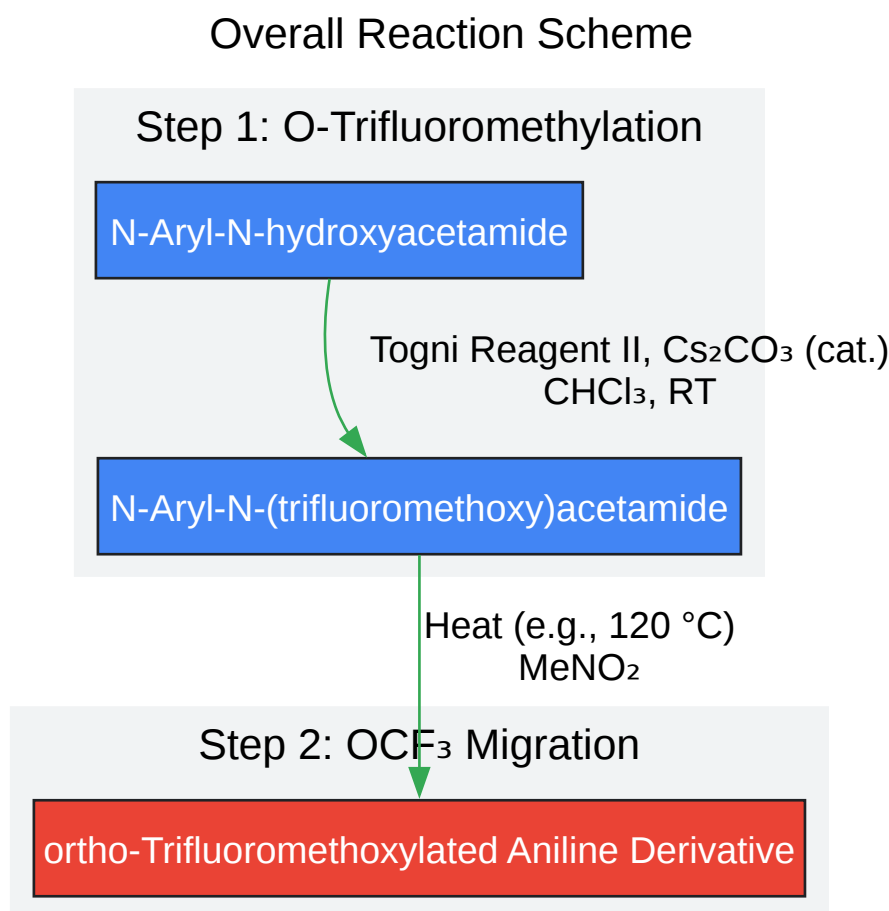 Overall Reaction Scheme
Step 1: O-Trifluoromethylation
N-Aryl-N-hydroxyacetamide
Togni Reagent II, Cs₂CO₃ (cat.)
CHCl₃, RT
N-Aryl-N-(trifluoromethoxy)acetamide
Heat (e.g., 120 °C)
MeNO₂
Step 2: OCF₃ Migration
ortho-Trifluoromethoxylated Aniline Derivative